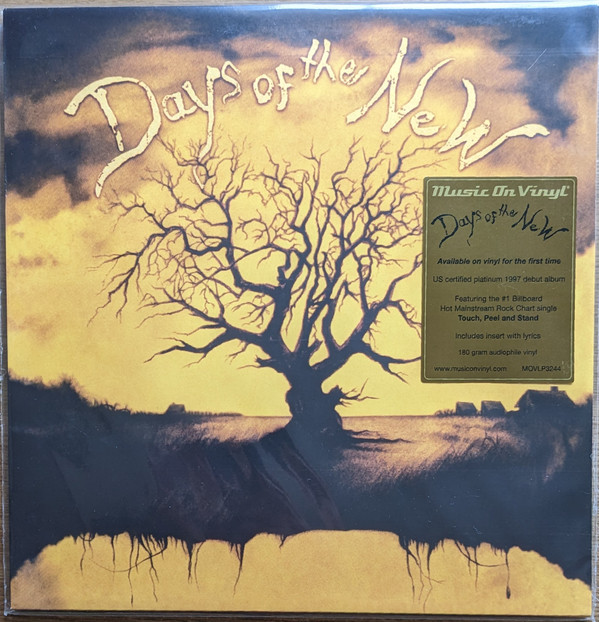 Days of the New
Music On Vinyl
Days of the New
Available on vinyl for the first time
US certified platinum 1997 debut album
Featuring the #1 Billboard
Hot Mainstream Rock Chart single
Touch, Peel and Stand
Includes insert with lyrics
180 gram audiophile vinyl
www.musiconvinyl.com MOVLP3244